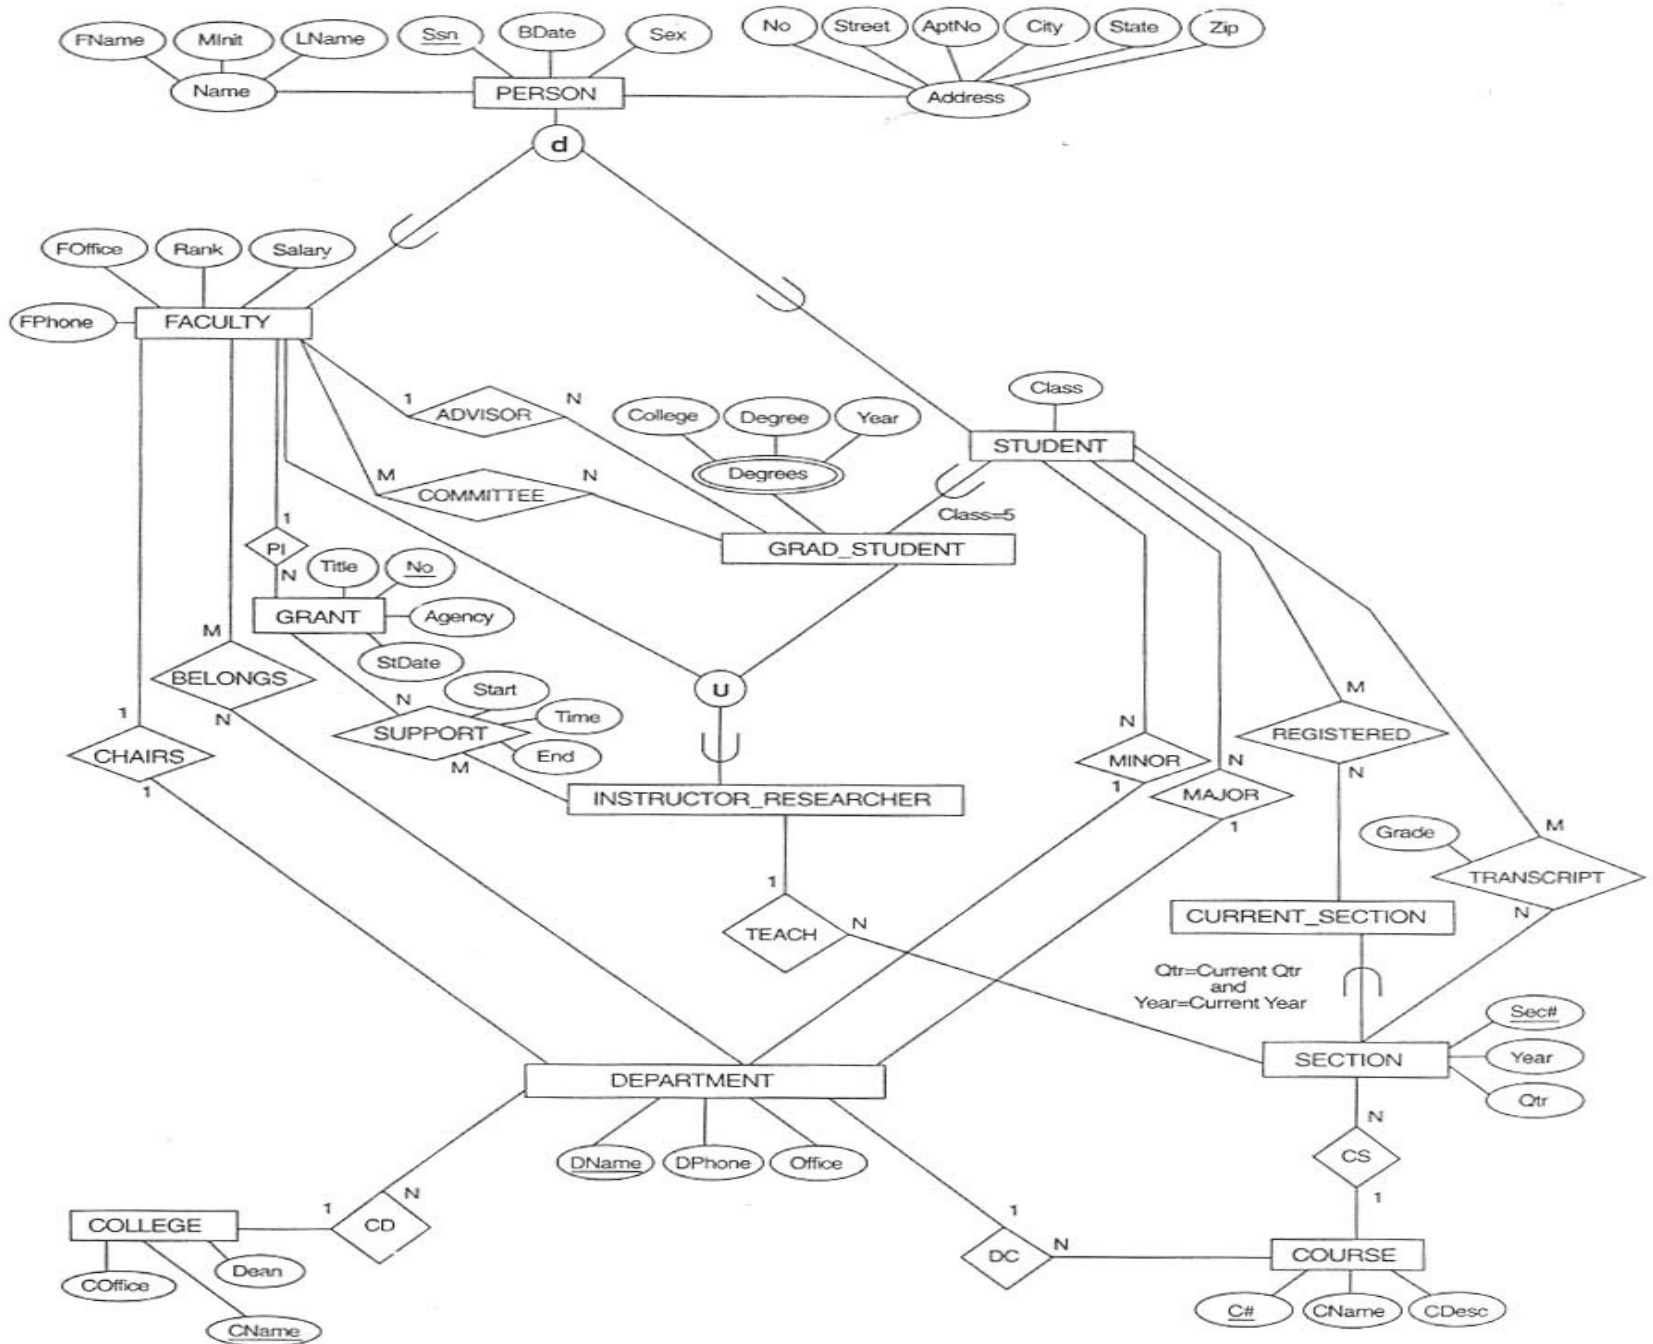 FName
MInit
LName
Ssn
BDate
Sex
No
Street
AptNo
City
State
Zip
Name
PERSON
Address
d
FOffice
Rank
Salary
FPhone
FACULTY
Class
1
ADVISOR
N
College
Degree
Year
STUDENT
M
COMMITTEE
N
Degrees
Class=5
1
PI
N
GRAD_STUDENT
Title
No
GRANT
Agency
StDate
M
BELONGS
N
U
N
Start
Time
End
SUPPORT
M
1
CHAIRS
1
M
REGISTERED
N
N
MINOR
1
N
MAJOR
1
INSTRUCTOR_RESEARCHER
Grade
M
TRANSCRIPT
N
1
TEACH
N
CURRENT_SECTION
Qtr=Current Qtr
and
Year=Current Year
Sec#
SECTION
Year
Qtr
DEPARTMENT
N
CS
1
DName
DPhone
Office
COLLEGE
1
N
CD
COffice
Dean
CName
1
DC
N
COURSE
C#
CName
CDesc